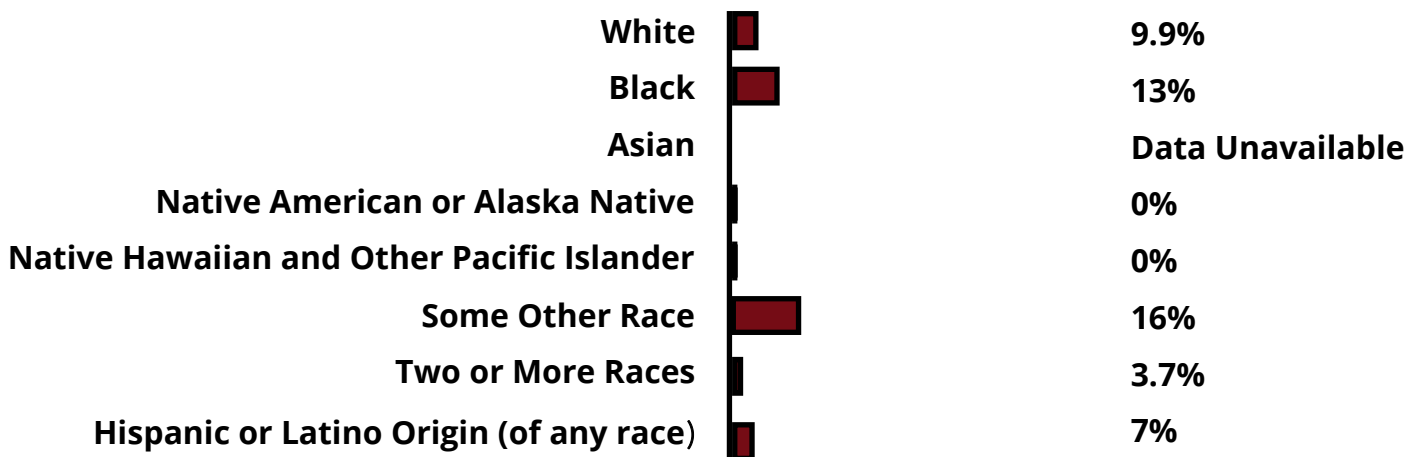 White 9.9%
Black 13%
Asian Data Unavailable
Native American or Alaska Native 0%
Native Hawaiian and Other Pacific Islander 0%
Some Other Race 16%
Two or More Races 3.7%
Hispanic or Latino Origin (of any race) 7%